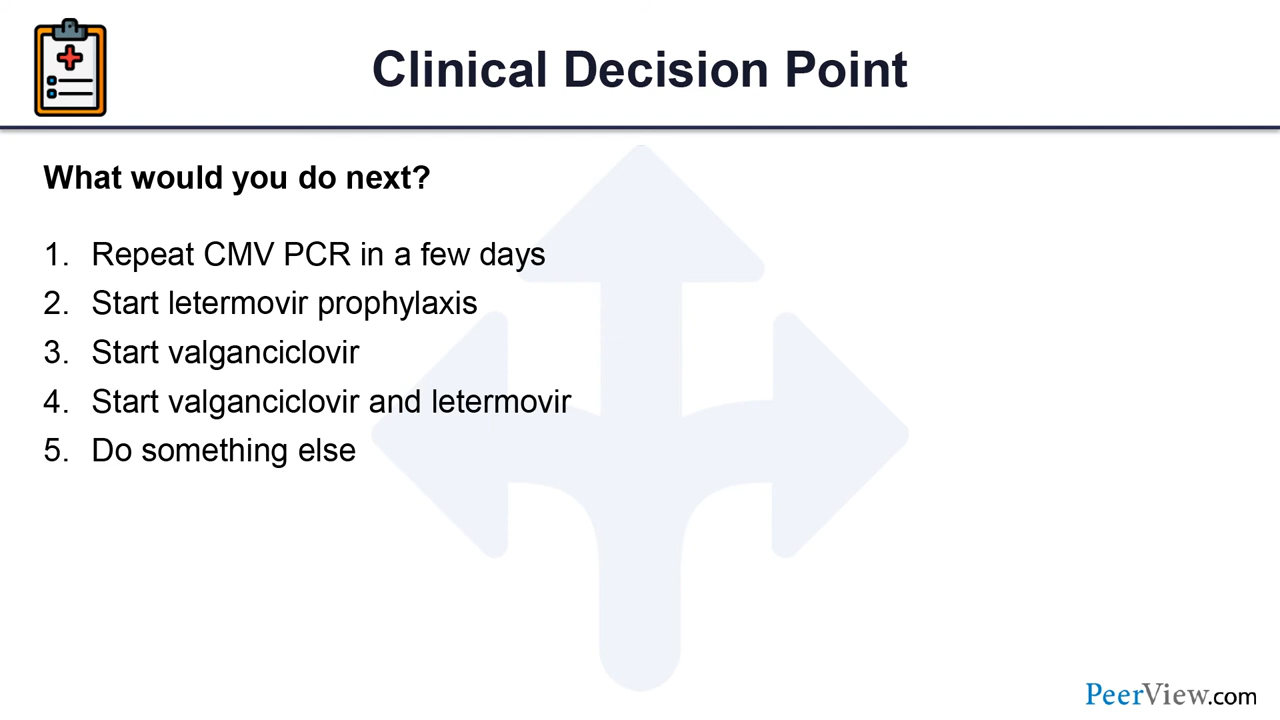 Clinical Decision Point
What would you do next?
1. Repeat CMV PCR in a few days
2. Start letermovir prophylaxis
3. Start valganciclovir
4. Start valganciclovir and letermovir
5. Do something else
PeerView.com